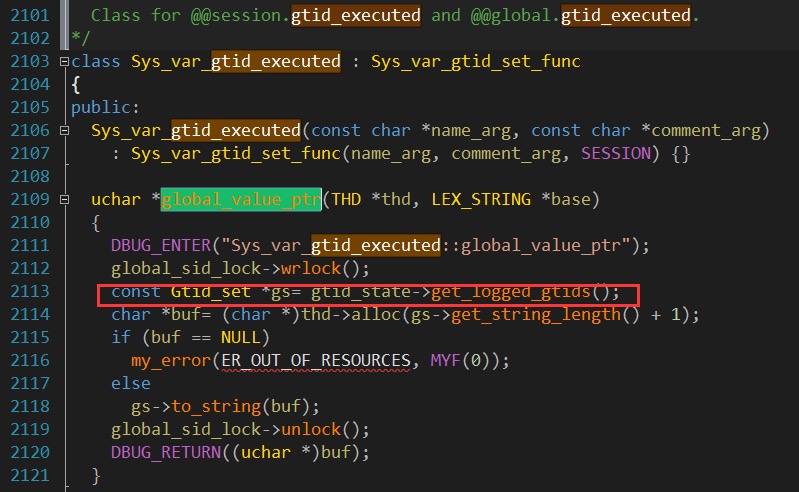 2101 Class for @@session.gtid_executed and @@global.gtid_executed.
2102 */
2103 class Sys_var_gtid_executed : Sys_var_gtid_set_func
2104 {
2105 public:
2106 Sys_var_gtid_executed(const char *name_arg, const char *comment_arg)
2107 : Sys_var_gtid_set_func(name_arg, comment_arg, SESSION) {}
2108
2109 uchar *global_value_ptr(THD *thd, LEX_STRING *base)
2110 {
2111 DBUG_ENTER("Sys_var_gtid_executed::global_value_ptr");
2112 global_sid_lock->wrlock();
2113 const Gtid_set *gs= gtid_state->get_logged_gtids();
2114 char *buf= (char *)thd->alloc(gs->get_string_length() + 1);
2115 if (buf == NULL)
2116 my_error(ER_OUT_OF_RESOURCES, MYF(0));
2117 else
2118 gs->to_string(buf);
2119 global_sid_lock->unlock();
2120 DBUG_RETURN((uchar *)buf);
2121 }